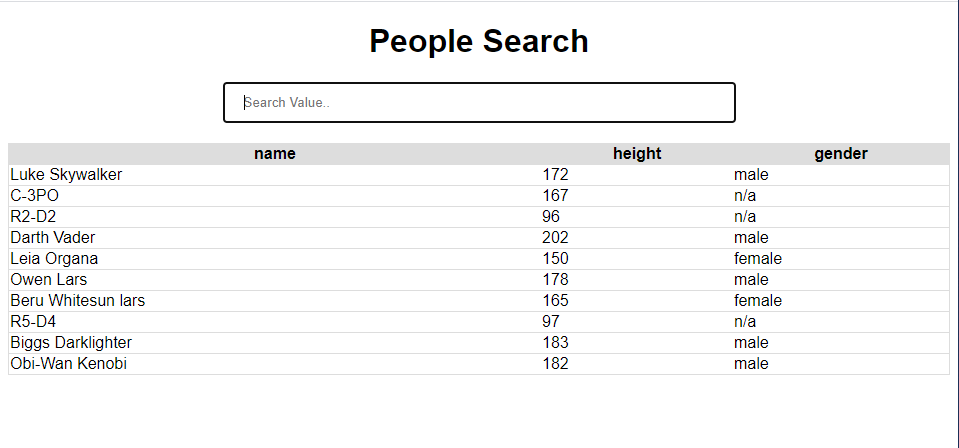 People Search
Search Value..
name height gender
Luke Skywalker 172 male
C-3PO 167 n/a
R2-D2 96 n/a
Darth Vader 202 male
Leia Organa 150 female
Owen Lars 178 male
Beru Whitesun lars 165 female
R5-D4 97 n/a
Biggs Darklighter 183 male
Obi-Wan Kenobi 182 male